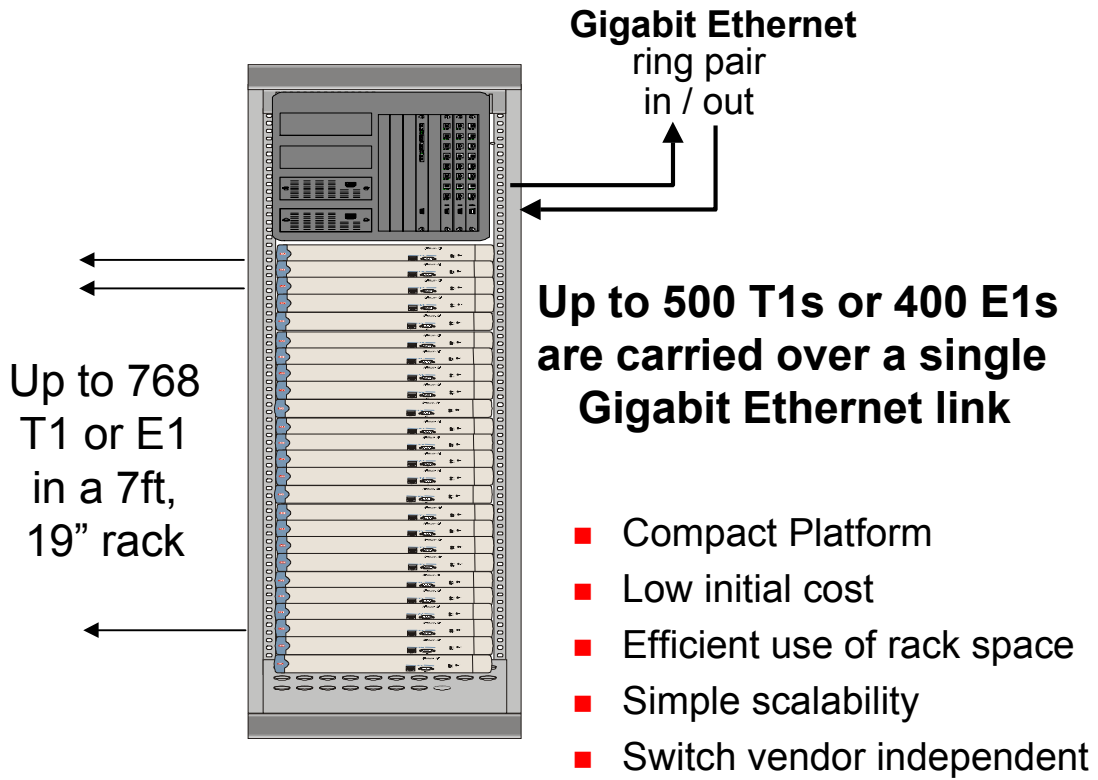 Gigabit Ethernet
ring pair
in / out
Up to 768
T1 or E1
in a 7ft,
19” rack
Up to 500 T1s or 400 E1s
are carried over a single
Gigabit Ethernet link
Compact Platform
Low initial cost
Efficient use of rack space
Simple scalability
Switch vendor independent